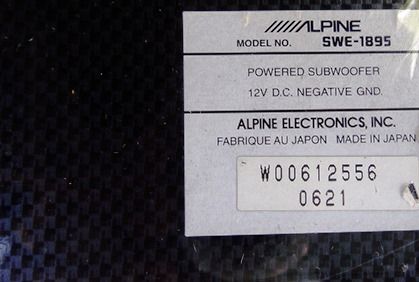 ALPINE
MODEL NO. SWE-1895
POWERED SUBWOOFER
12V D.C. NEGATIVE GND.
ALPINE ELECTRONICS, INC.
FABRIQUE AU JAPON MADE IN JAPAN
W00612556
0621